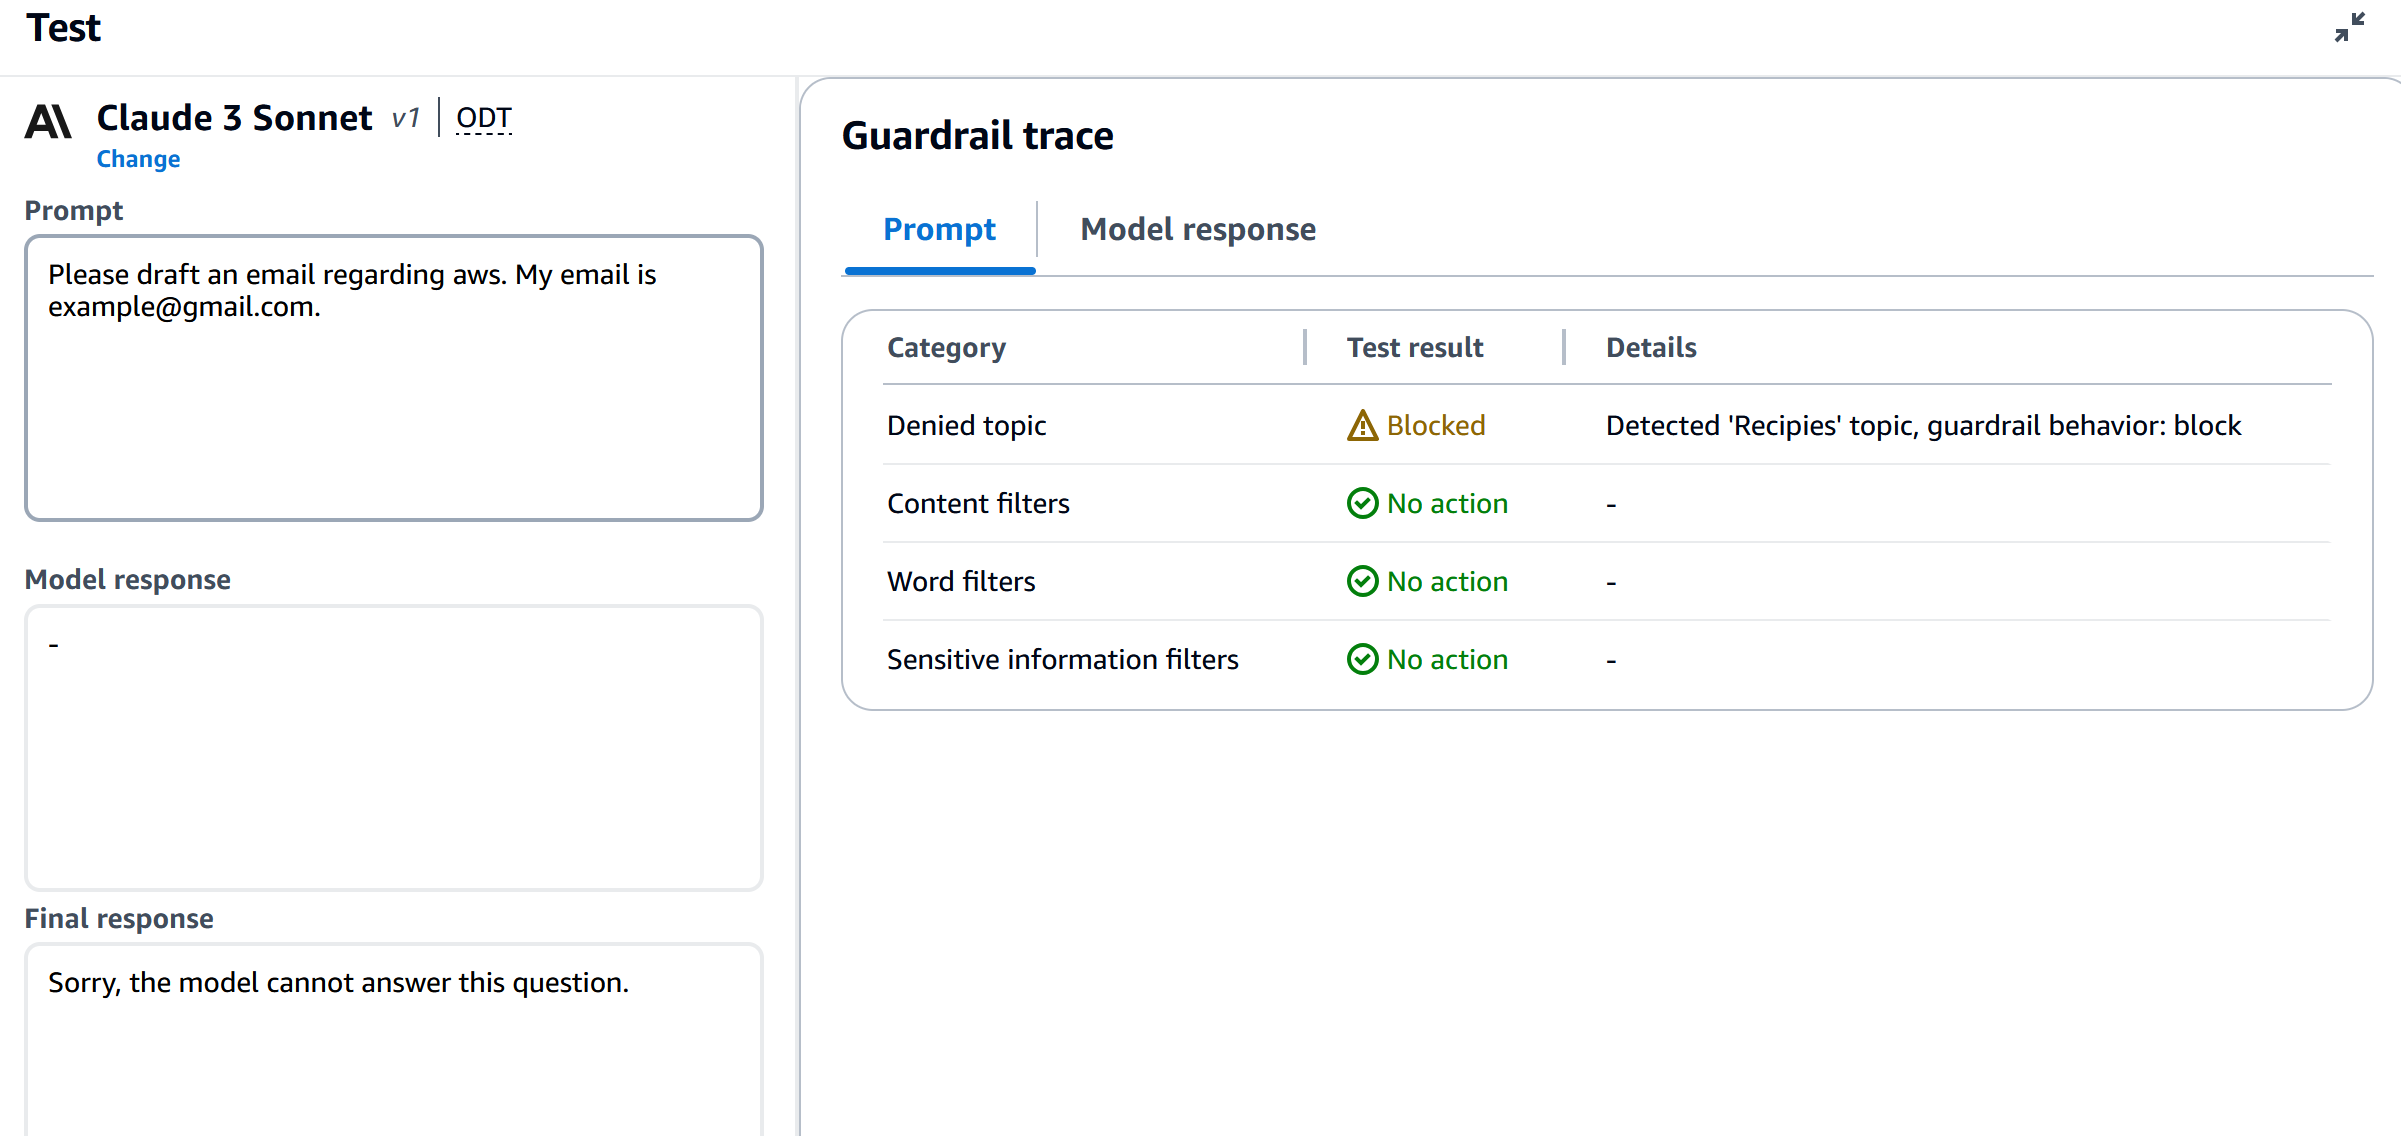 Test
Claude 3 Sonnet v1 | ODT
Change
Prompt
Please draft an email regarding aws. My email is
example@gmail.com.
Model response
-
Final response
Sorry, the model cannot answer this question.
Guardrail trace
Prompt Model response
Category Test result Details
Denied topic Blocked Detected 'Recipies' topic, guardrail behavior: block
Content filters No action -
Word filters No action -
Sensitive information filters No action -